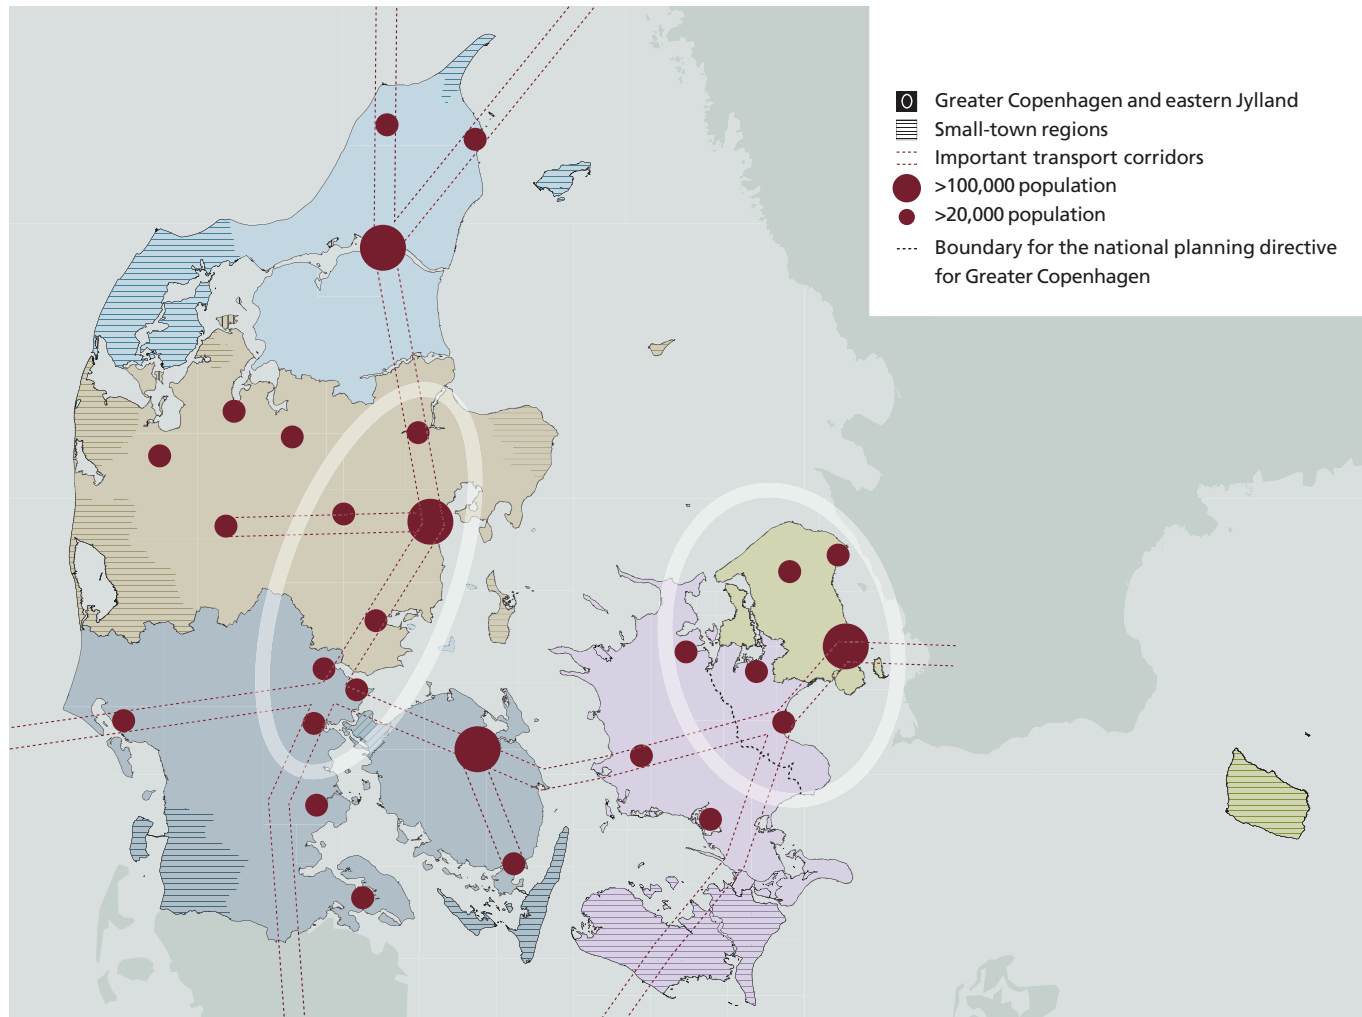 Greater Copenhagen and eastern Jylland
Small-town regions
Important transport corridors
>100,000 population
>20,000 population
Boundary for the national planning directive
for Greater Copenhagen